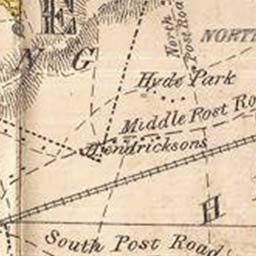 E
N G
North
Post Road
NORTH
Hyde Park
Middle Post Ro
Hendricksons
H
South Post Road